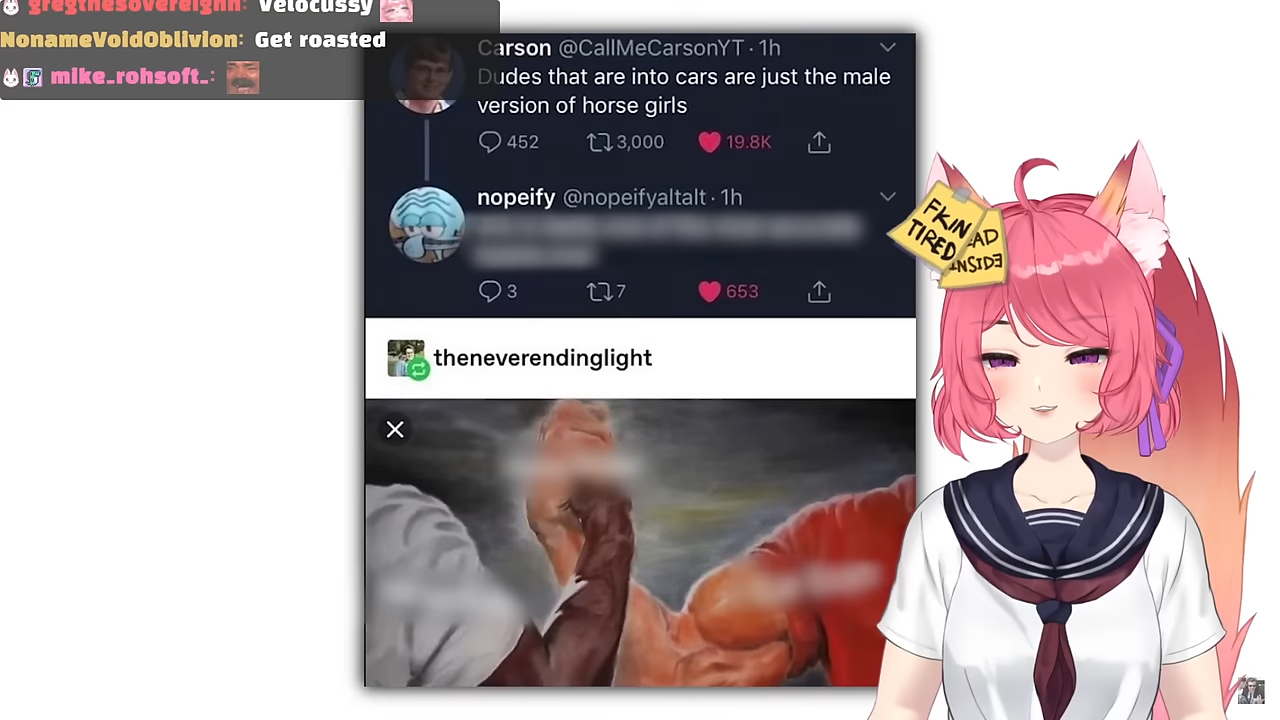 gregthesovereignn: Velocussy
NonameVoidOblivion: Get roasted
mike_rohsoft_:
Carson @CallMeCarsonYT · 1h
Dudes that are into cars are just the male
version of horse girls
452 3,000 19.8K
nopeify @nopeifyaltalt · 1h
3 7 653
theneverendinglight
FKIN
TIRED
INSIDE